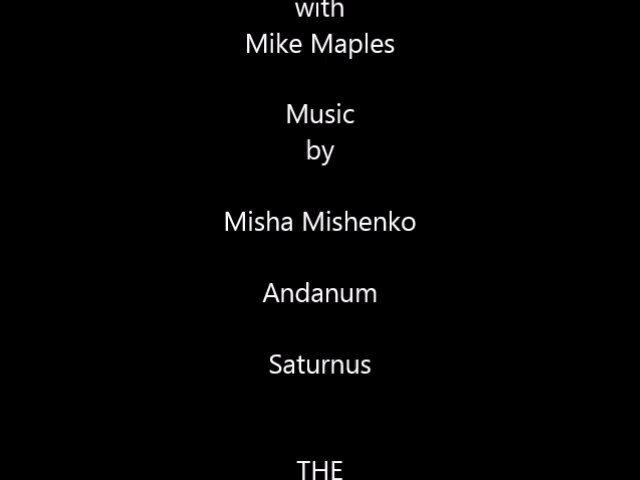 with
Mike Maples
Music
by
Misha Mishenko
Andanum
Saturnus
THE